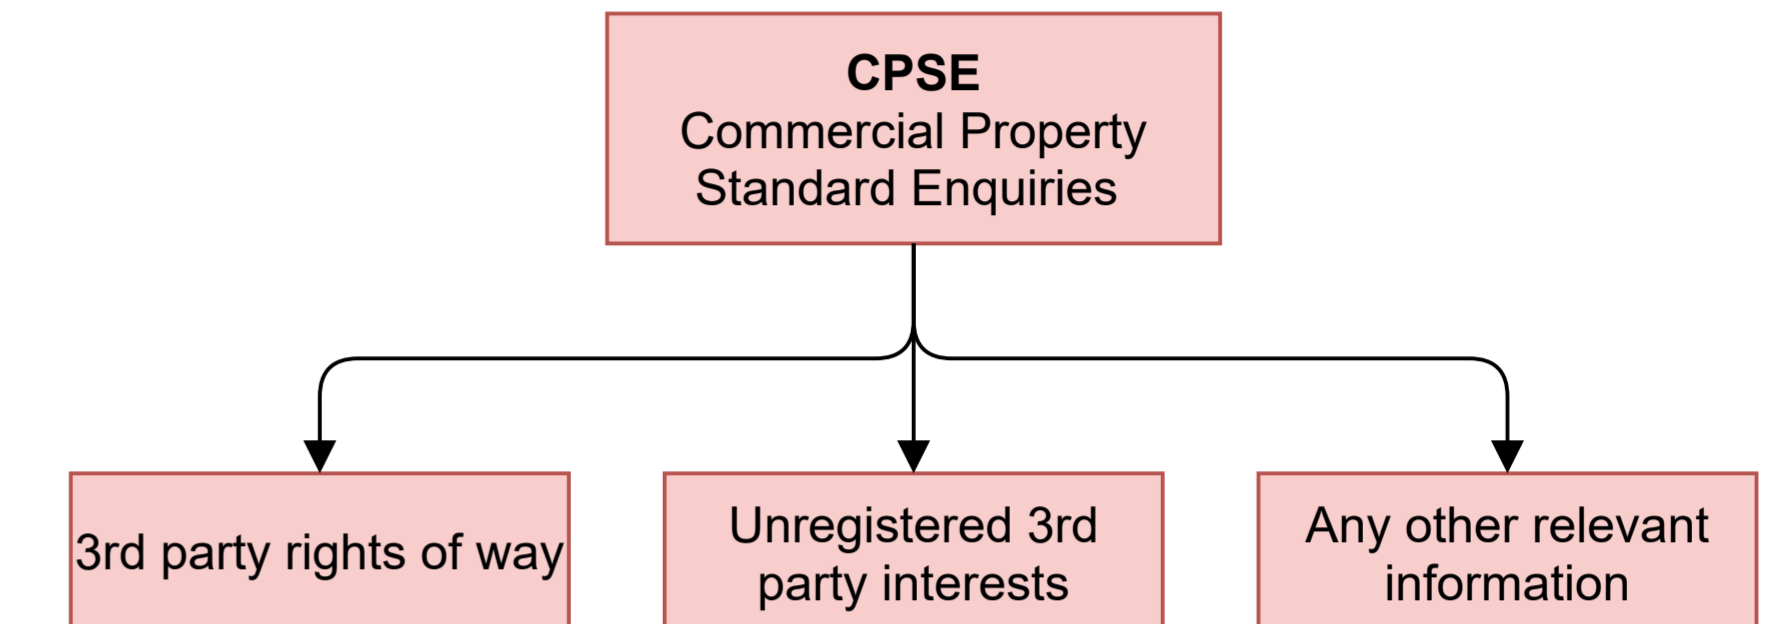 CPSE
Commercial Property
Standard Enquiries
3rd party rights of way
Unregistered 3rd
party interests
Any other relevant
information